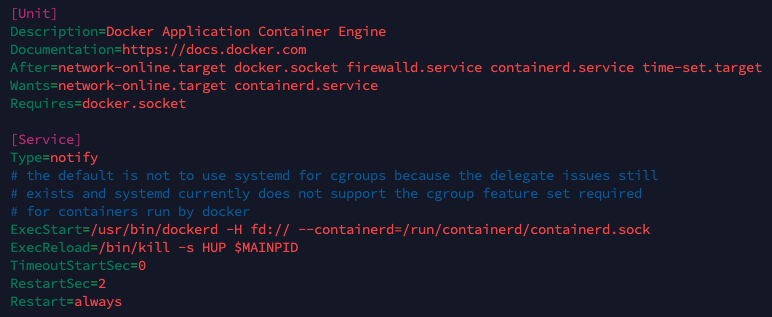 [Unit]
Description=Docker Application Container Engine
Documentation=https://docs.docker.com
After=network-online.target docker.socket firewalld.service containerd.service time-set.target
Wants=network-online.target containerd.service
Requires=docker.socket

[Service]
Type=notify
# the default is not to use systemd for cgroups because the delegate issues still
# exists and systemd currently does not support the cgroup feature set required
# for containers run by docker
ExecStart=/usr/bin/dockerd -H fd:// --containerd=/run/containerd/containerd.sock
ExecReload=/bin/kill -s HUP $MAINPID
TimeoutStartSec=0
RestartSec=2
Restart=always